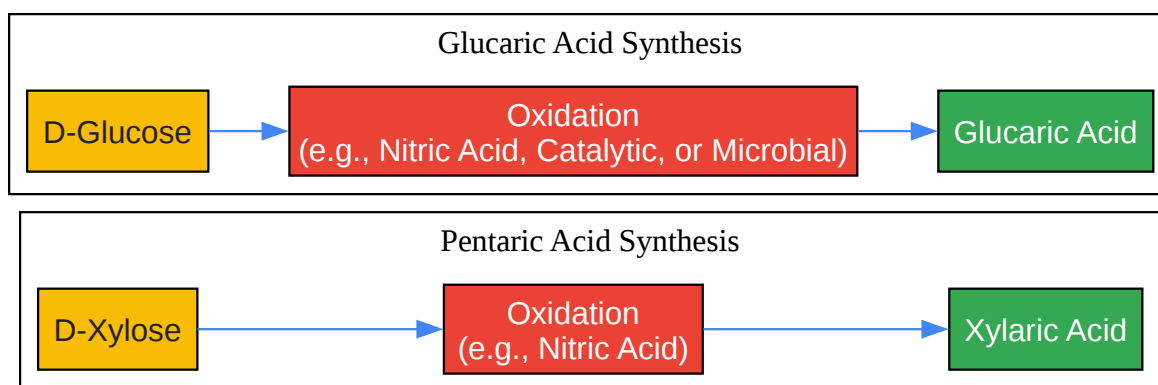 Glucaric Acid Synthesis
D-Glucose
Oxidation
(e.g., Nitric Acid, Catalytic, or Microbial)
Glucaric Acid
Pentaric Acid Synthesis
D-Xylose
Oxidation
(e.g., Nitric Acid)
Xylaric Acid